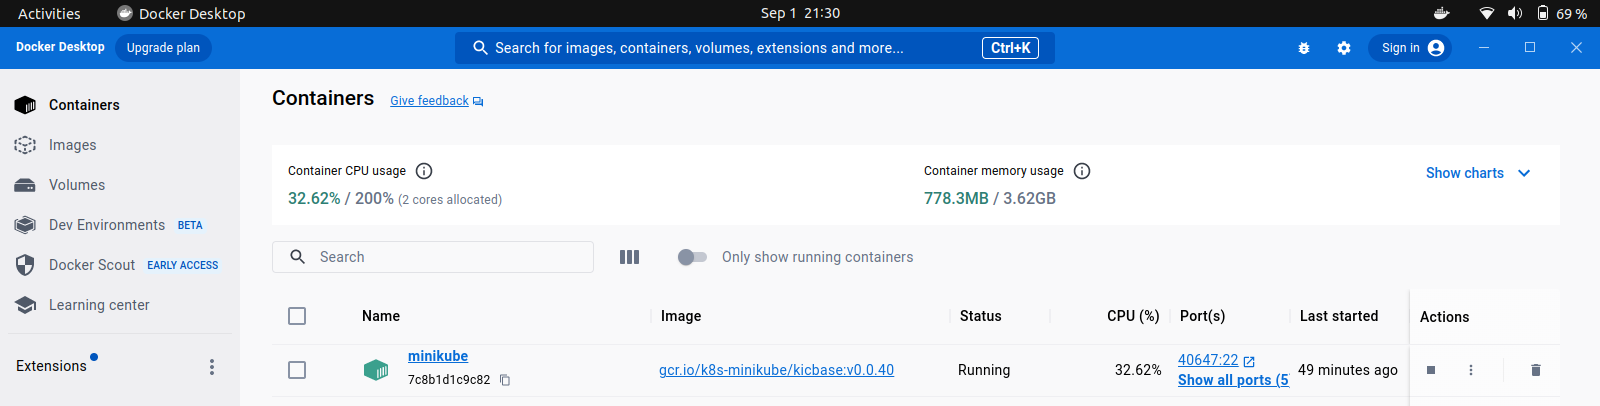 Activities Docker Desktop Sep 1 21:30 69 %
Docker Desktop Upgrade plan Search for images, containers, volumes, extensions and more... Ctrl+K Sign in
Containers
Images
Volumes
Dev Environments BETA
Docker Scout EARLY ACCESS
Learning center
Extensions
Containers Give feedback
Container CPU usage
32.62% / 200% (2 cores allocated)
Container memory usage
778.3MB / 3.62GB
Show charts
Search Only show running containers
Name Image Status CPU (%) Port(s) Last started Actions
minikube
7c8b1d1c9c82
gcr.io/k8s-minikube/kicbase:v0.0.40 Running 32.62%
40647:22
Show all ports (5
49 minutes ago